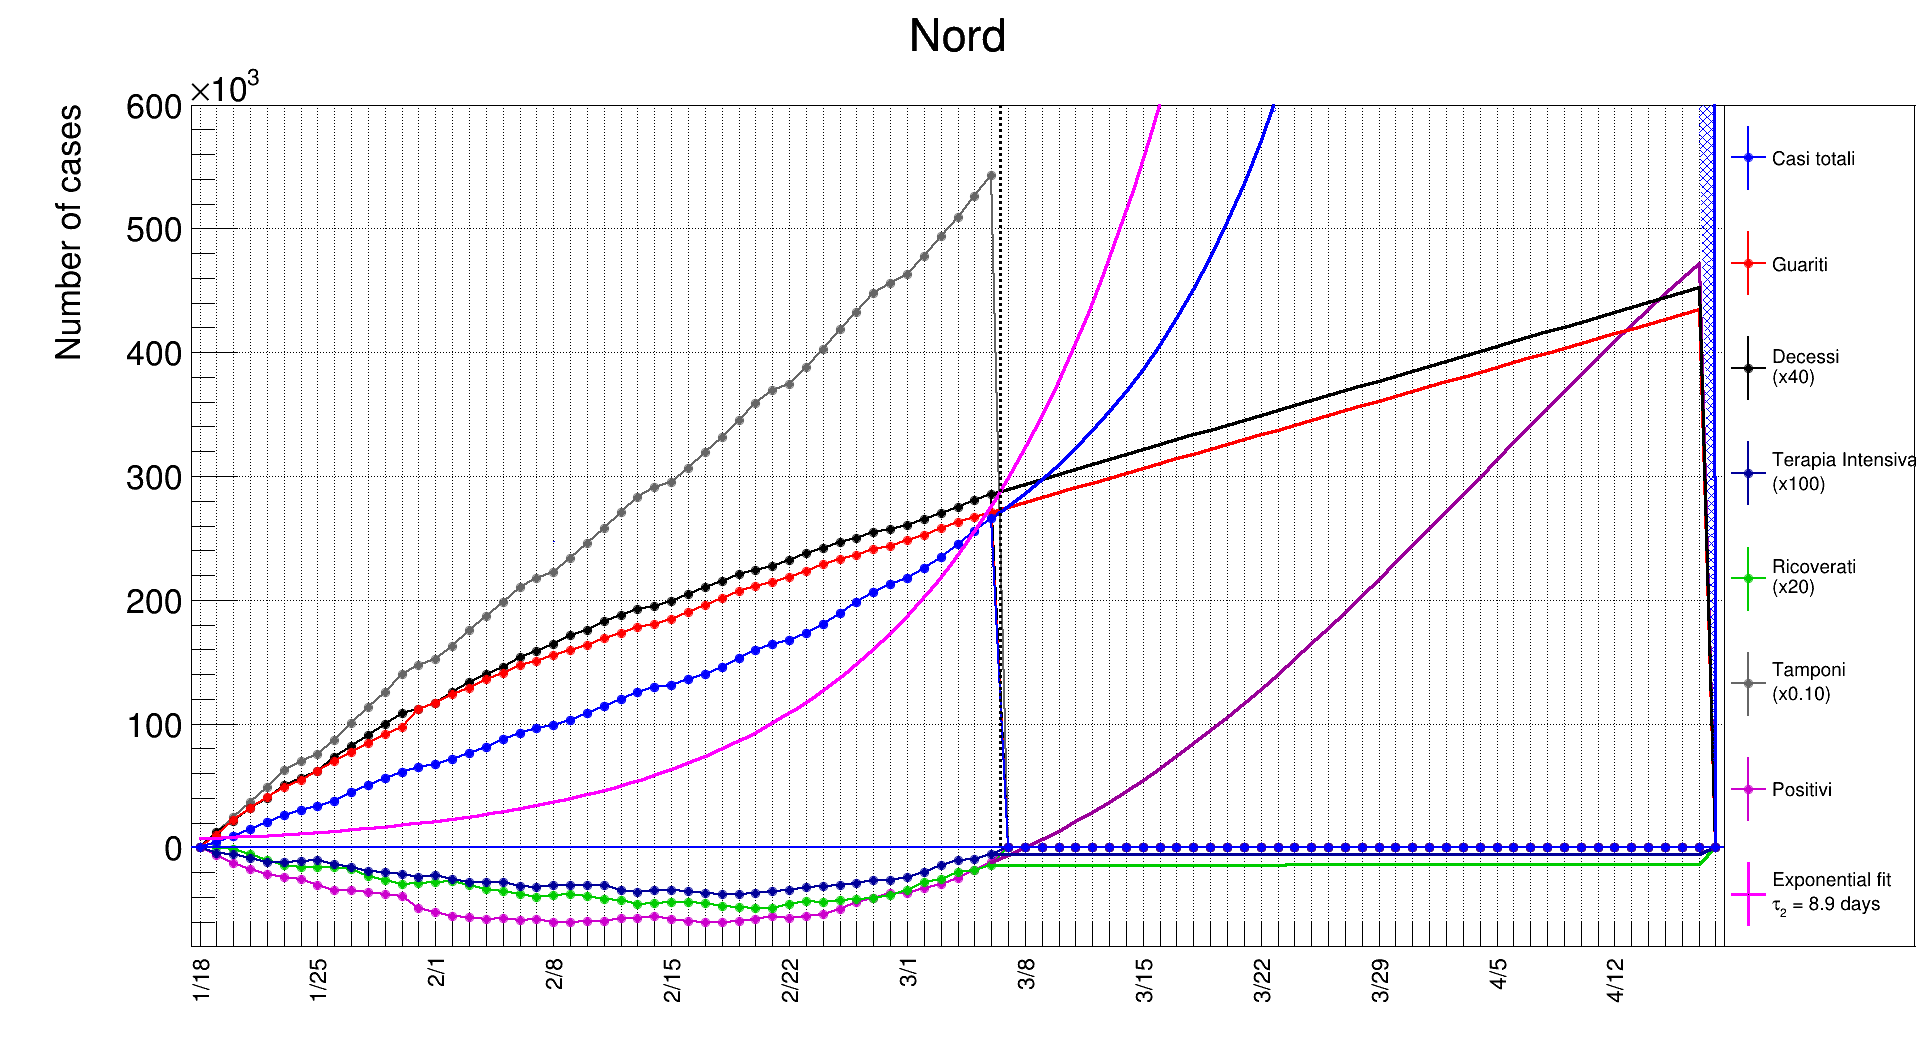 Nord
×10³
Number of cases
600
500
400
300
200
100
0
1/18
1/25
2/1
2/8
2/15
2/22
3/1
3/8
3/15
3/22
3/29
4/5
4/12
Casi totali
Guariti
Decessi
(x40)
Terapia Intensiva
(x100)
Ricoverati
(x20)
Tamponi
(x0.10)
Positivi
Exponential fit
τ₂ = 8.9 days